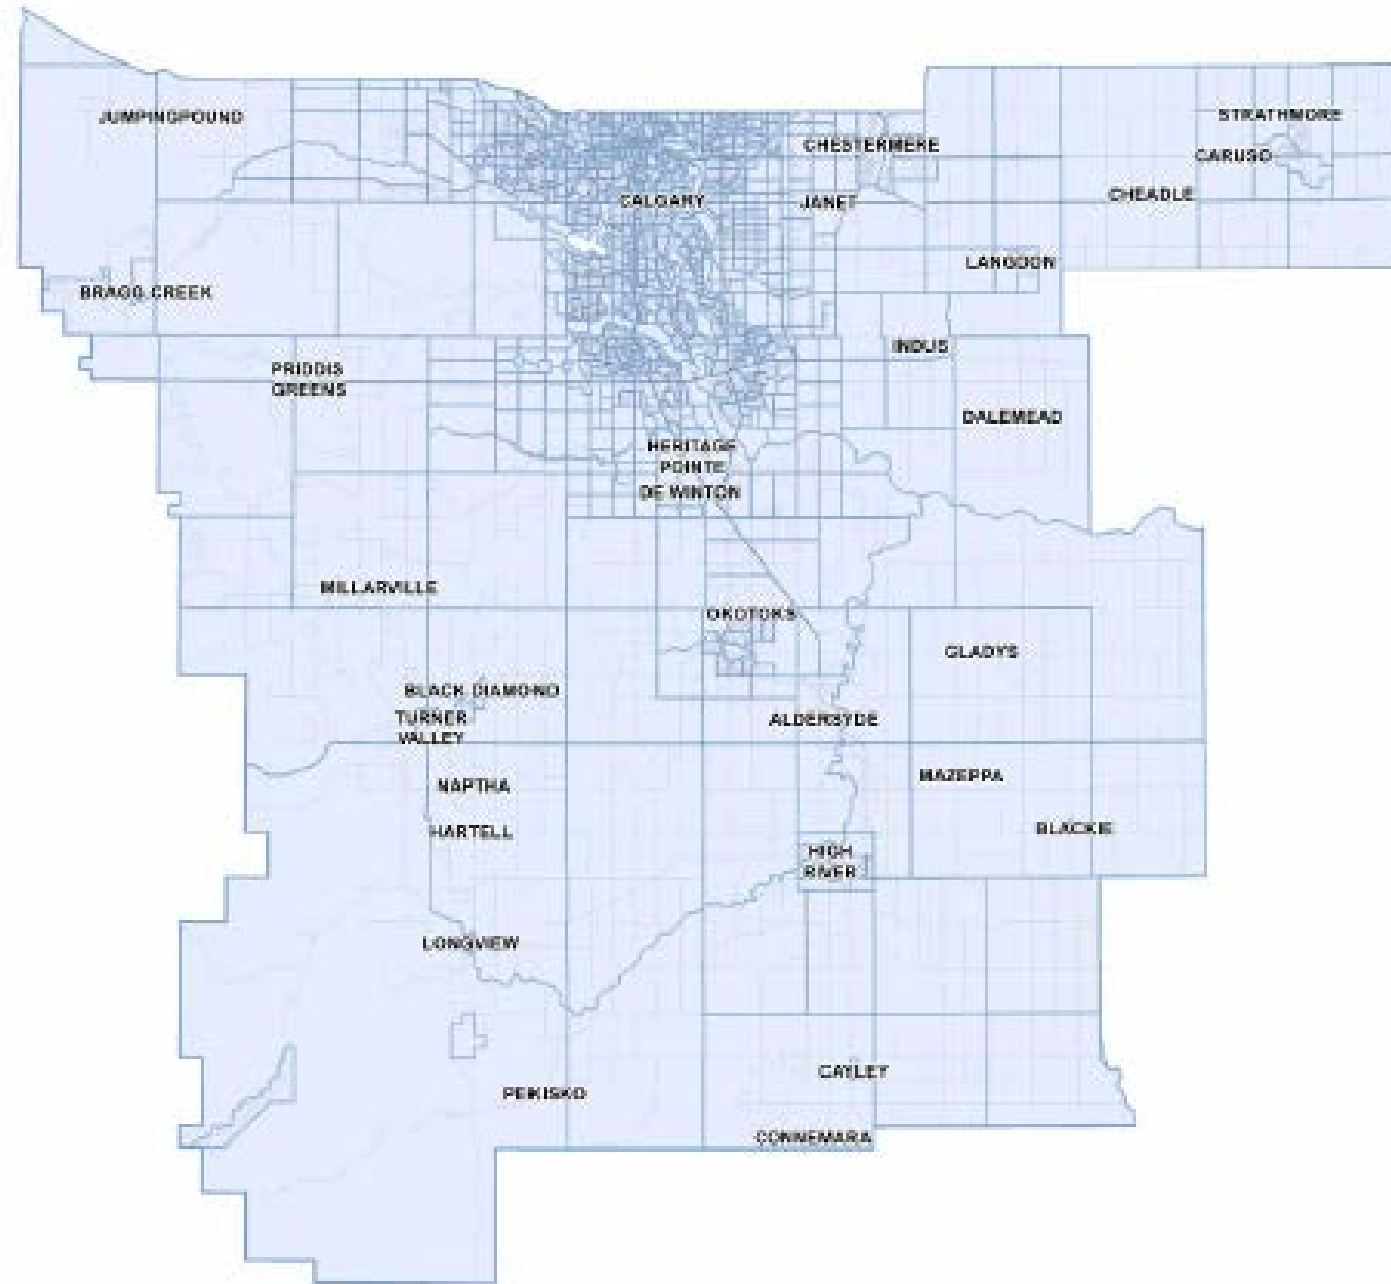 JUMPINGPOUND
STRATHMORE
CHESTERMERE
CARUSO
CALGARY
JANET
CHEADLE
LANGDON
BRAGG CREEK
INDUS
PRIDDIS
GREENS
DALEMEAD
HERITAGE
POINTE
DE WINTON
MILLARVILLE
OKOTOKS
GLADYS
BLACK DIAMOND
TURNER
VALLEY
ALDERSYDE
NAPTHA
MAZEPPA
HARTELL
BLACKIE
HIGH
RIVER
LONGVIEW
CAYLEY
PEKISKO
CONNEMARA